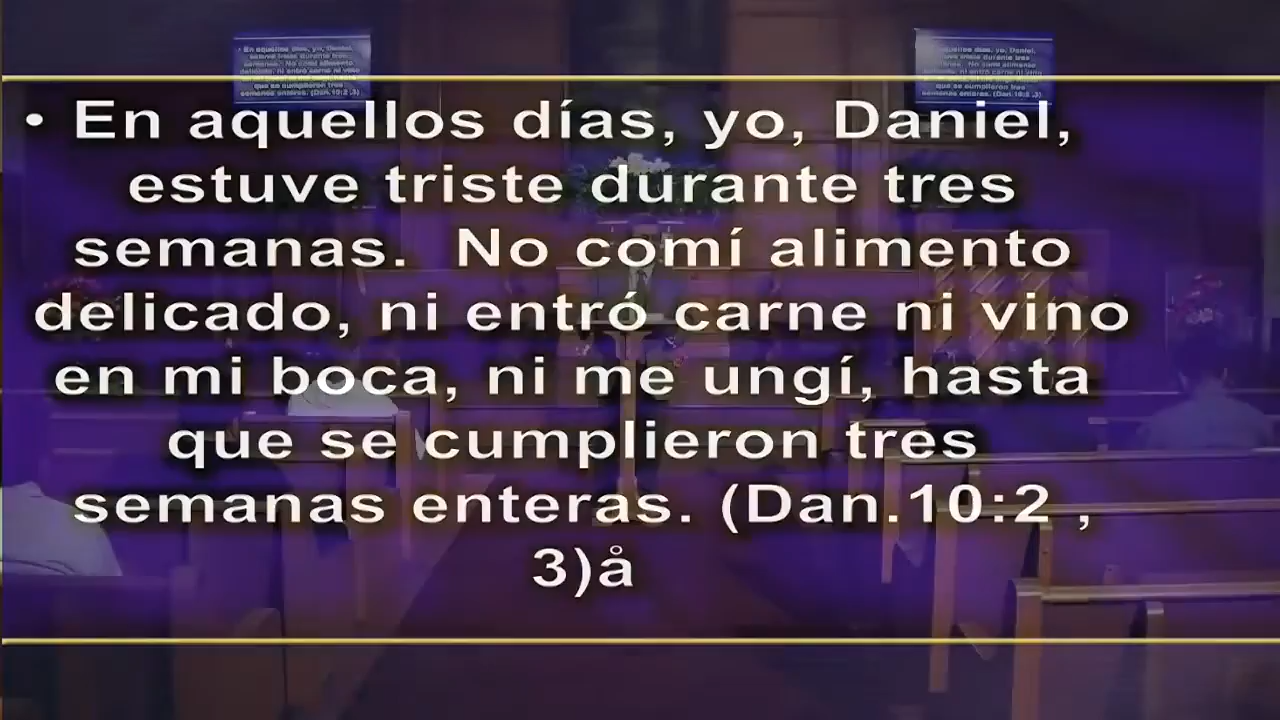 • En aquellos días, yo, Daniel,
estuve triste durante tres
semanas.  No comí alimento
delicado, ni entró carne ni vino
en mi boca, ni me ungí, hasta
que se cumplieron tres
semanas enteras. (Dan.10:2 ,
3)å